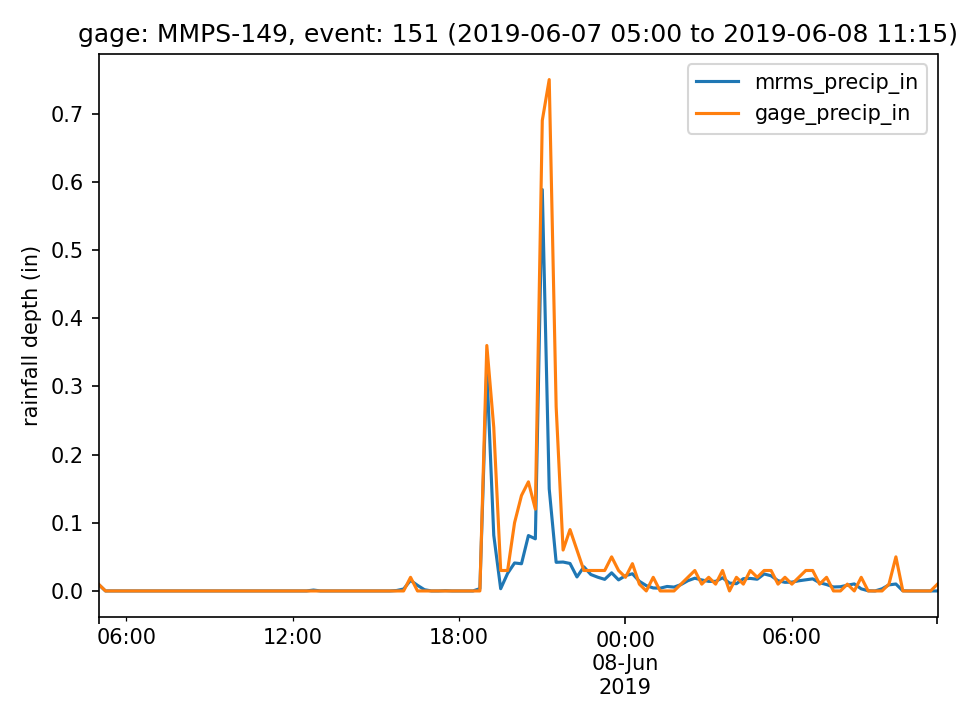 gage: MMPS-149, event: 151 (2019-06-07 05:00 to 2019-06-08 11:15)
mrms_precip_in
gage_precip_in
rainfall depth (in)
0.7
0.6
0.5
0.4
0.3
0.2
0.1
0.0
06:00 12:00 18:00 00:00 06:00
08-Jun
2019